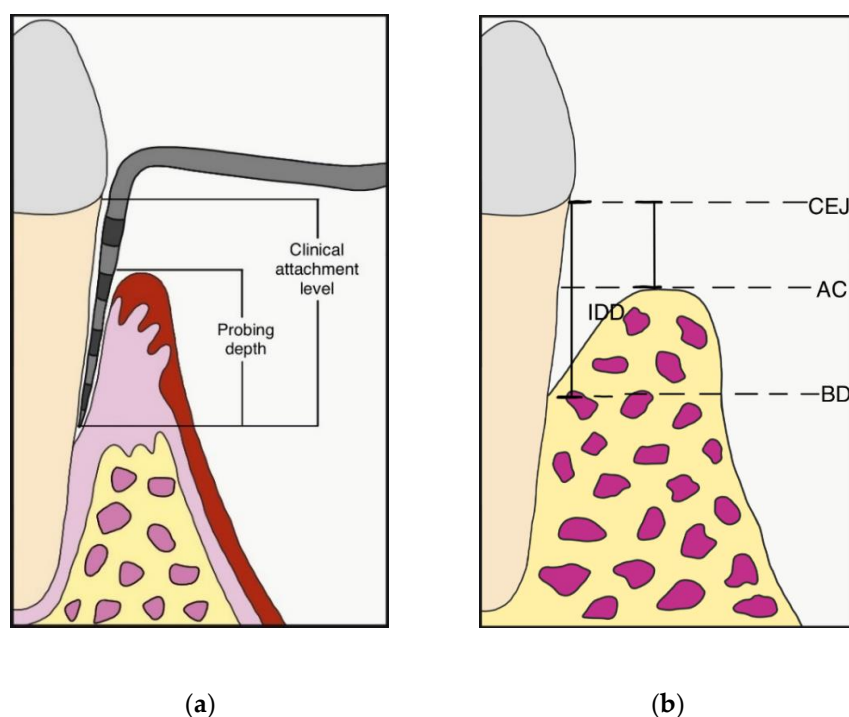 Clinical
attachment
level
Probing
depth
CEJ
AC
IDD
BD
(a)
(b)